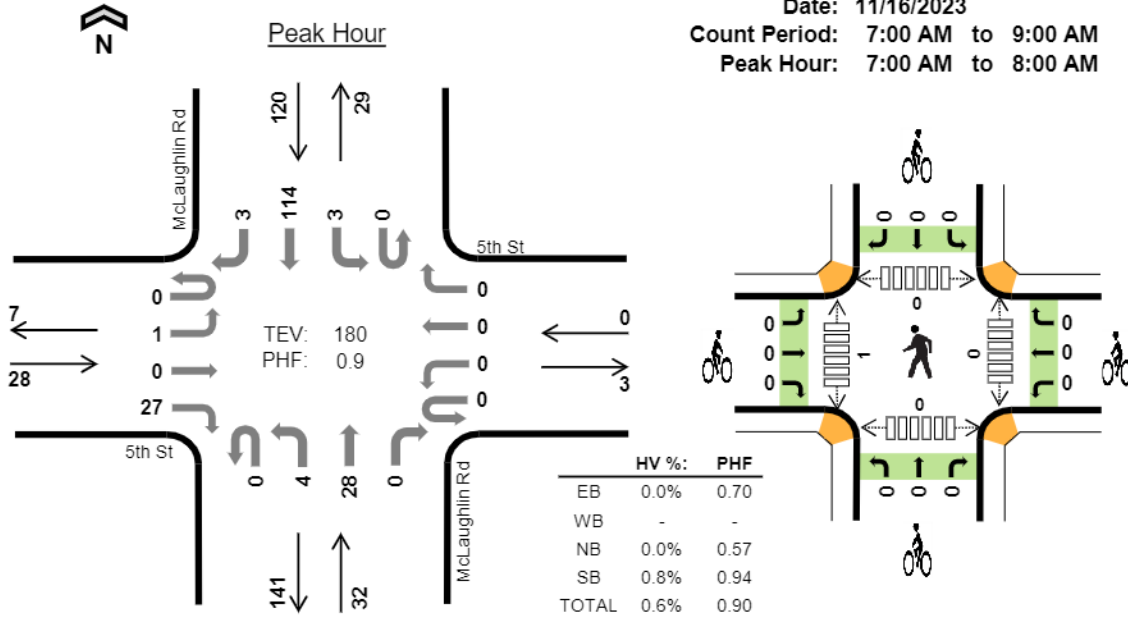 Date: 11/16/2023
Count Period: 7:00 AM to 9:00 AM
Peak Hour: 7:00 AM to 8:00 AM
N
Peak Hour
120
29
McLaughlin Rd
3
114
3
0
5th St
0
1
0
27
7
28
TEV: 180
PHF: 0.9
0
0
0
0
0
3
5th St
0
4
28
0
McLaughlin Rd
141
32
HV %: PHF
EB 0.0% 0.70
WB - -
NB 0.0% 0.57
SB 0.8% 0.94
TOTAL 0.6% 0.90
0 0 0
0
0
0
0
1
0
0
0
0
0
0
0 0 0